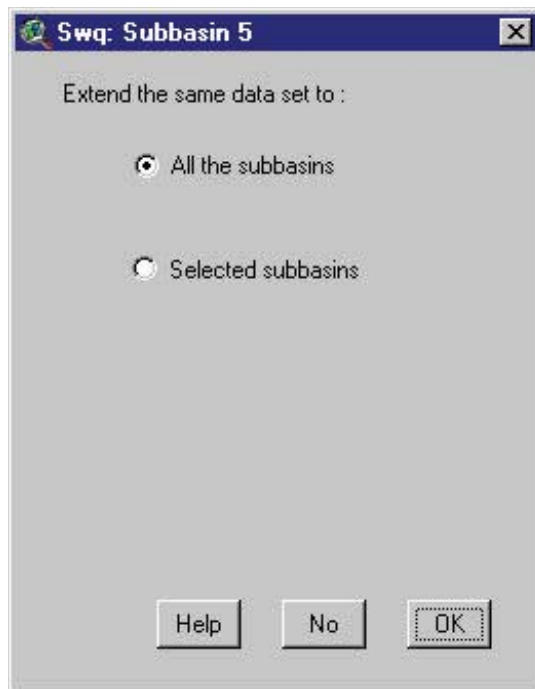 Swq: Subbasin 5
Extend the same data set to :
All the subbasins
Selected subbasins
Help No OK